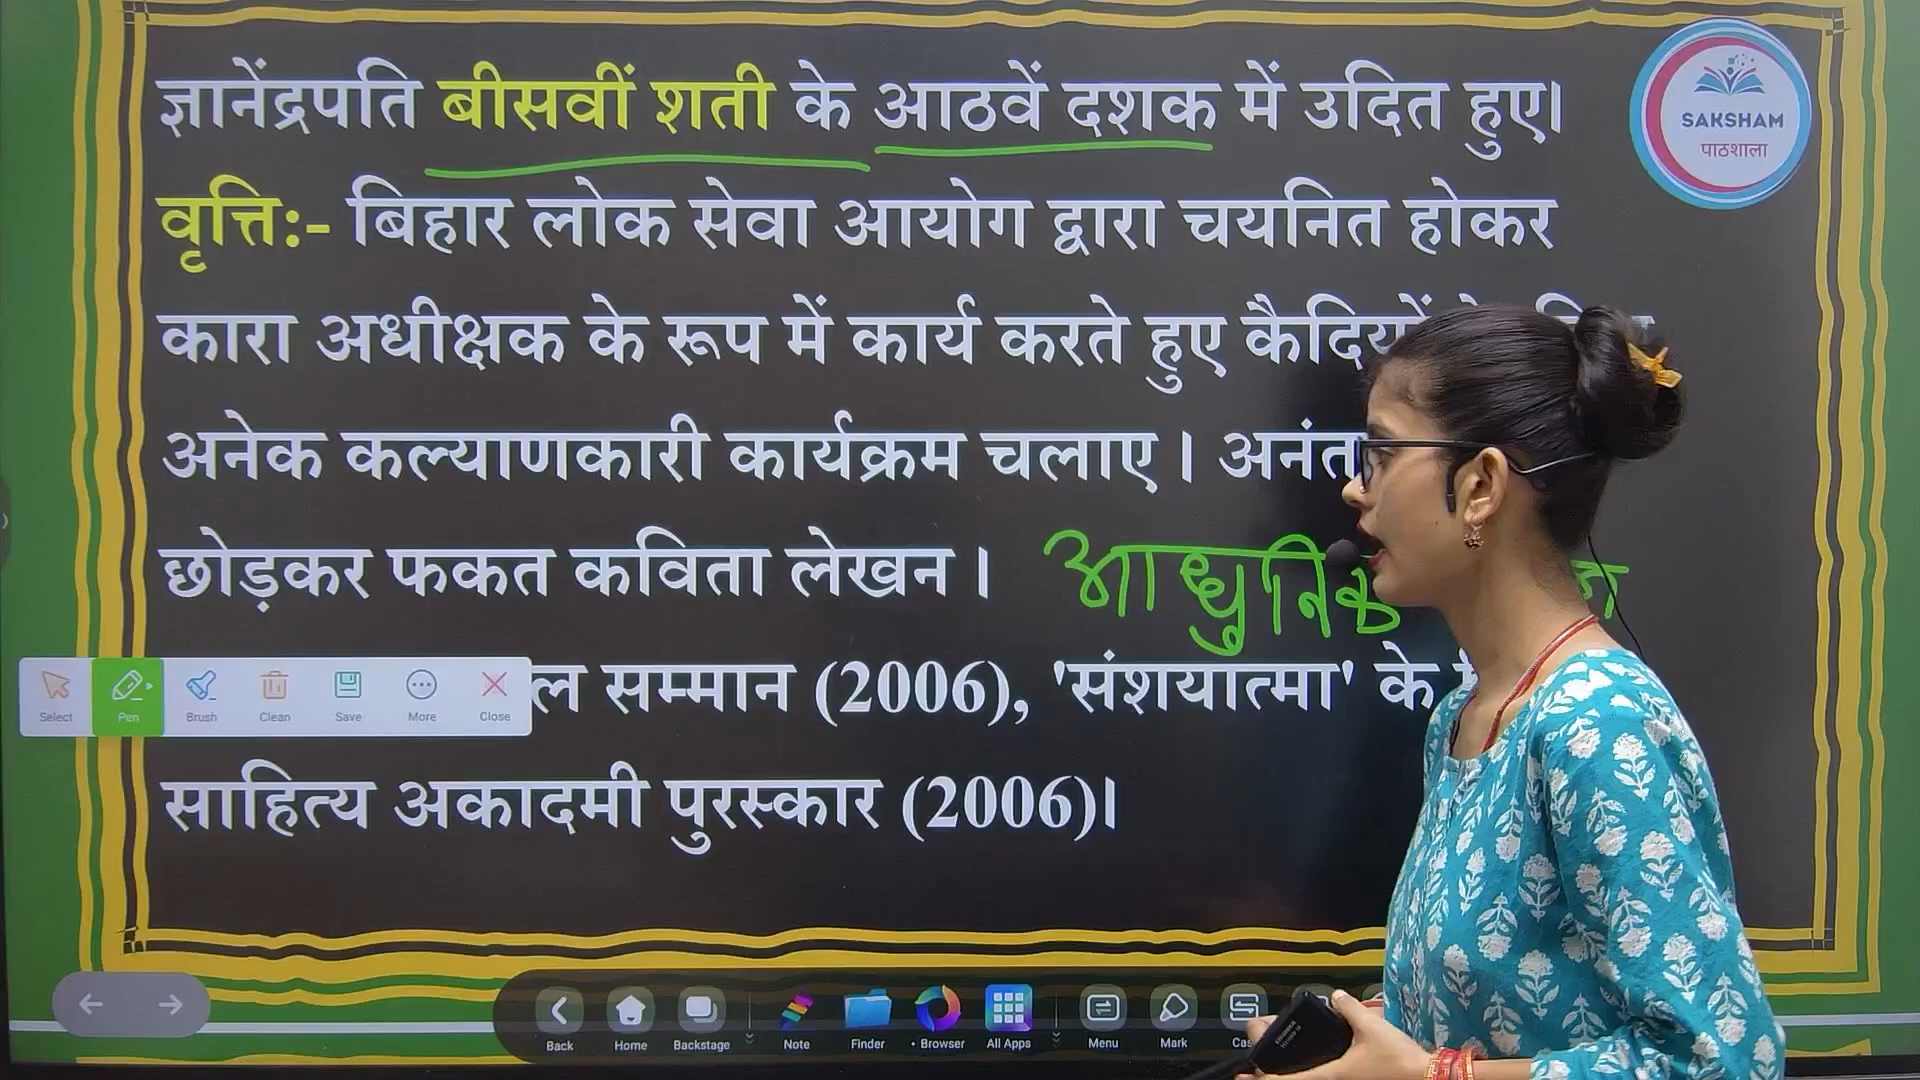 ज्ञानेंद्रपति बीसवीं शती के आठवें दशक में उदित हुए।
वृत्ति:- बिहार लोक सेवा आयोग द्वारा चयनित होकर
कारा अधीक्षक के रूप में कार्य करते हुए
अनेक कल्याणकारी कार्यक्रम चलाए । अनंत
छोड़कर फकत कविता लेखन ।
आधुनिक
सम्मान (2006), 'संशयात्मा' के
साहित्य अकादमी पुरस्कार (2006)।
SAKSHAM
पाठशाला
Select Pen Brush Clean Save More Close
Back Home Backstage Note Finder Browser All Apps Menu Mark